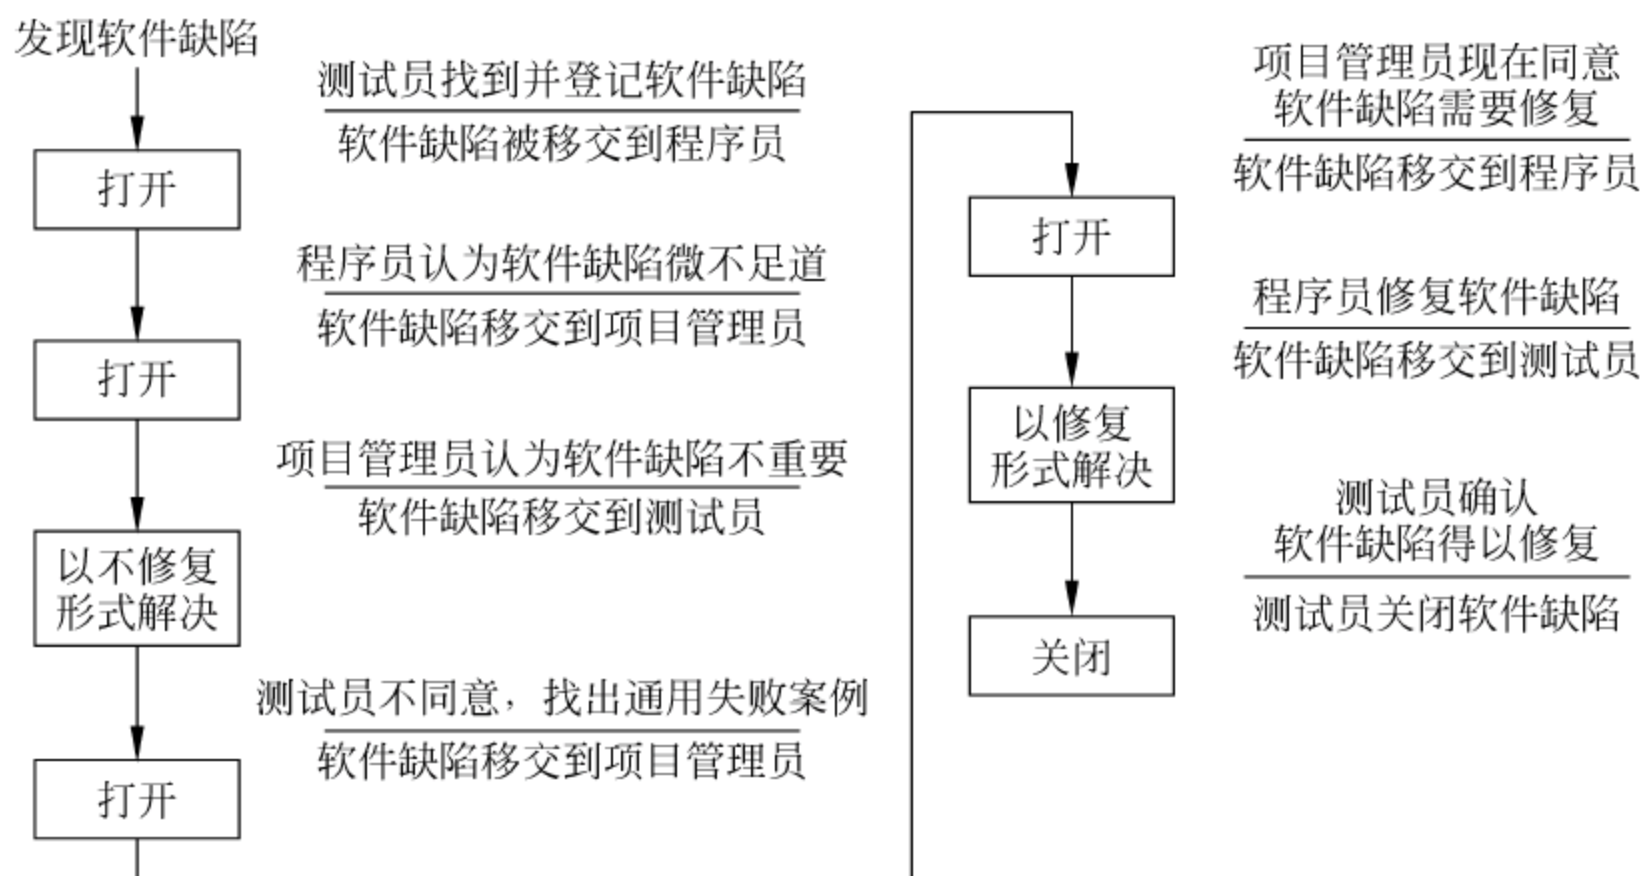 发现软件缺陷
测试员找到并登记软件缺陷
软件缺陷被移交到程序员
打开
程序员认为软件缺陷微不足道
软件缺陷移交到项目管理员
打开
项目管理员认为软件缺陷不重要
软件缺陷移交到测试员
以不修复
形式解决
测试员不同意，找出通用失败案例
软件缺陷移交到项目管理员
打开
项目管理员现在同意
软件缺陷需要修复
软件缺陷移交到程序员
打开
程序员修复软件缺陷
软件缺陷移交到测试员
以修复
形式解决
测试员确认
软件缺陷得以修复
测试员关闭软件缺陷
关闭